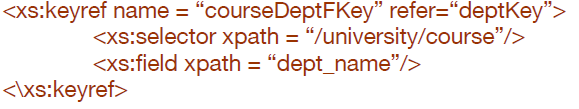 <xs:keyref name = “courseDeptFKey” refer=“deptKey”>
<xs:selector xpath = “/university/course”/>
<xs:field xpath = “dept_name”/>
<\xs:keyref>